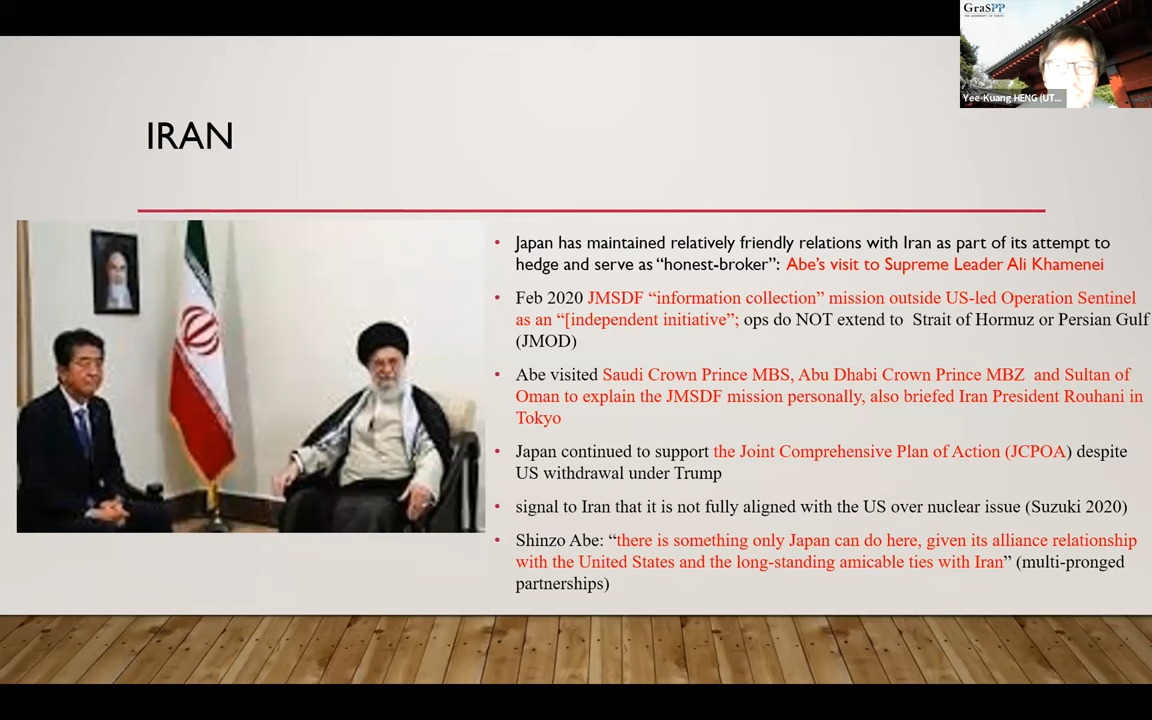 GraSPP
THE UNIVERSITY OF TOKYO
Yee-Kuang HENG (UT...
IRAN
• Japan has maintained relatively friendly relations with Iran as part of its attempt to
hedge and serve as “honest-broker”: Abe’s visit to Supreme Leader Ali Khamenei
• Feb 2020 JMSDF “information collection” mission outside US-led Operation Sentinel
as an “[independent initiative”; ops do NOT extend to Strait of Hormuz or Persian Gulf
(JMOD)
• Abe visited Saudi Crown Prince MBS, Abu Dhabi Crown Prince MBZ and Sultan of
Oman to explain the JMSDF mission personally, also briefed Iran President Rouhani in
Tokyo
• Japan continued to support the Joint Comprehensive Plan of Action (JCPOA) despite
US withdrawal under Trump
• signal to Iran that it is not fully aligned with the US over nuclear issue (Suzuki 2020)
• Shinzo Abe: “there is something only Japan can do here, given its alliance relationship
with the United States and the long-standing amicable ties with Iran” (multi-pronged
partnerships)